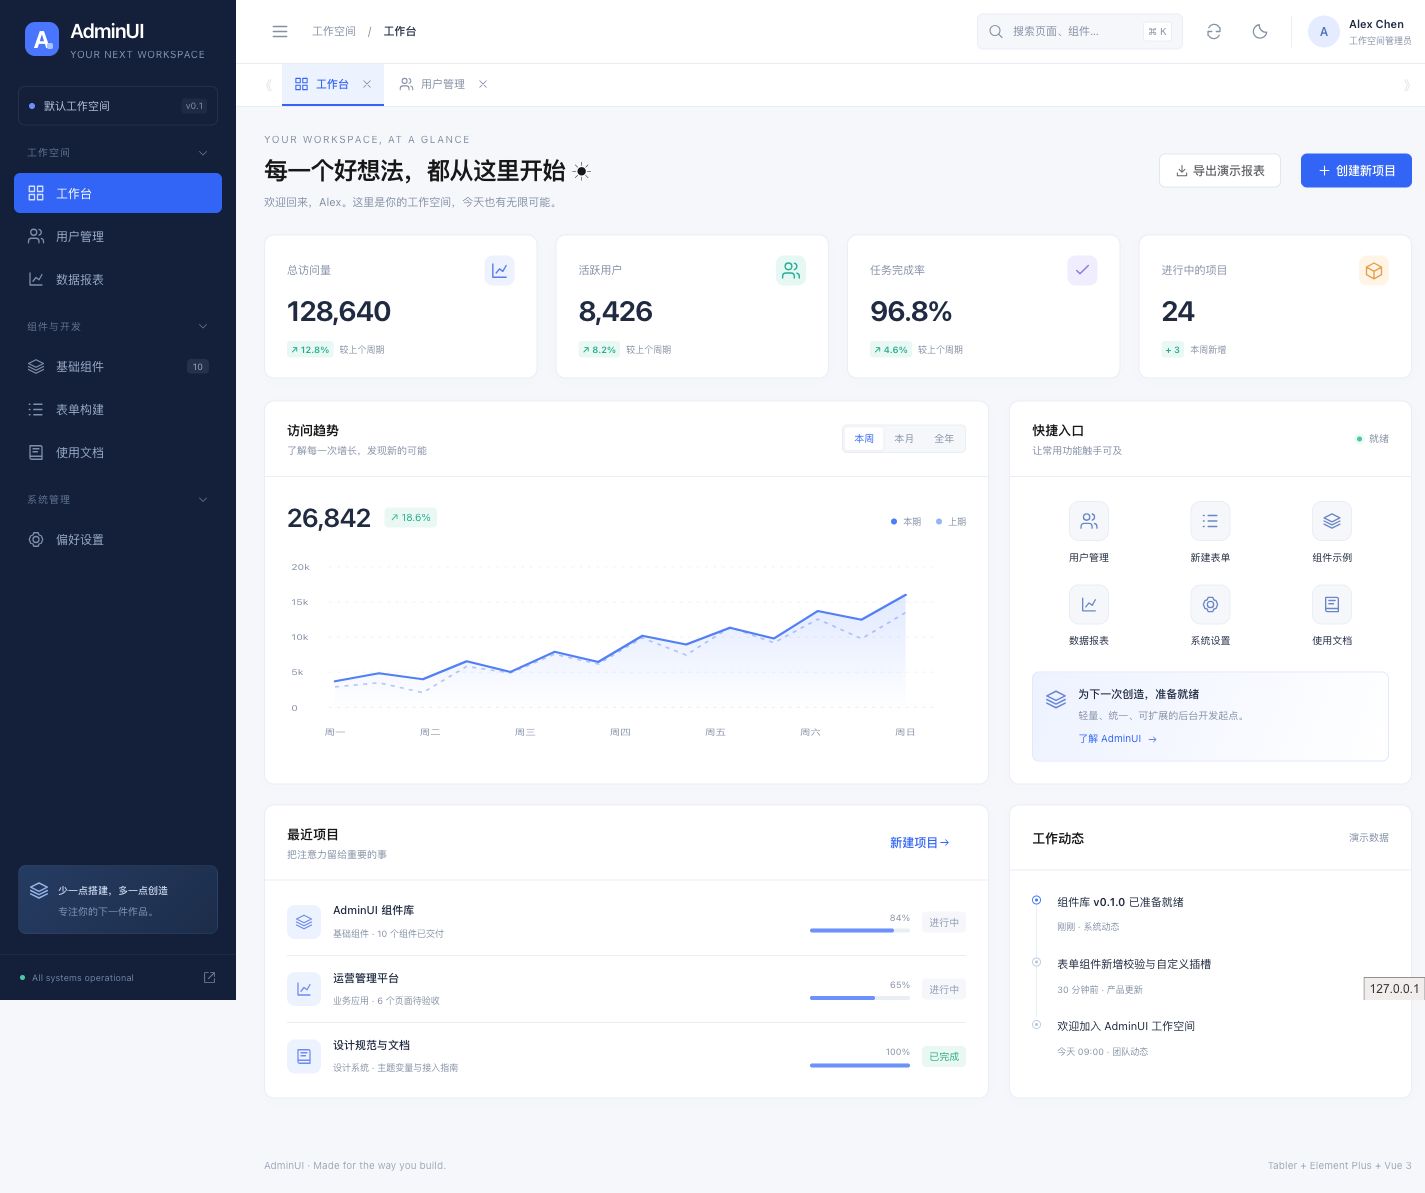 AdminUI
YOUR NEXT WORKSPACE
默认工作空间 v0.1
工作空间
工作台
用户管理
数据报表
组件与开发
基础组件 10
表单构建
使用文档
系统管理
偏好设置
少一点搭建，多一点创造
专注你的下一件作品。
All systems operational
工作空间 / 工作台
搜索页面、组件... ⌘ K
A
Alex Chen
工作空间管理员
工作台
用户管理
YOUR WORKSPACE, AT A GLANCE
每一个好想法，都从这里开始 ☀
欢迎回来，Alex。这里是你的工作空间，今天也有无限可能。
导出演示报表
创建新项目
总访问量
128,640
↗ 12.8% 较上个周期
活跃用户
8,426
↗ 8.2% 较上个周期
任务完成率
96.8%
↗ 4.6% 较上个周期
进行中的项目
24
+ 3 本周新增
访问趋势
了解每一次增长，发现新的可能
本周 本月 全年
26,842 ↗ 18.6%
本期 上期
20k
15k
10k
5k
0
周一 周二 周三 周四 周五 周六 周日
快捷入口
让常用功能触手可及
就绪
用户管理 新建表单 组件示例
数据报表 系统设置 使用文档
为下一次创造，准备就绪
轻量、统一、可扩展的后台开发起点。
了解 AdminUI →
最近项目
把注意力留给重要的事
新建项目→
AdminUI 组件库
基础组件 · 10 个组件已交付
84% 进行中
运营管理平台
业务应用 · 6 个页面待验收
65% 进行中
设计规范与文档
设计系统 · 主题变量与接入指南
100% 已完成
工作动态
演示数据
组件库 v0.1.0 已准备就绪
刚刚 · 系统动态
表单组件新增校验与自定义插槽
30 分钟前 · 产品更新
欢迎加入 AdminUI 工作空间
今天 09:00 · 团队动态
127.0.0.1
AdminUI · Made for the way you build.
Tabler + Element Plus + Vue 3